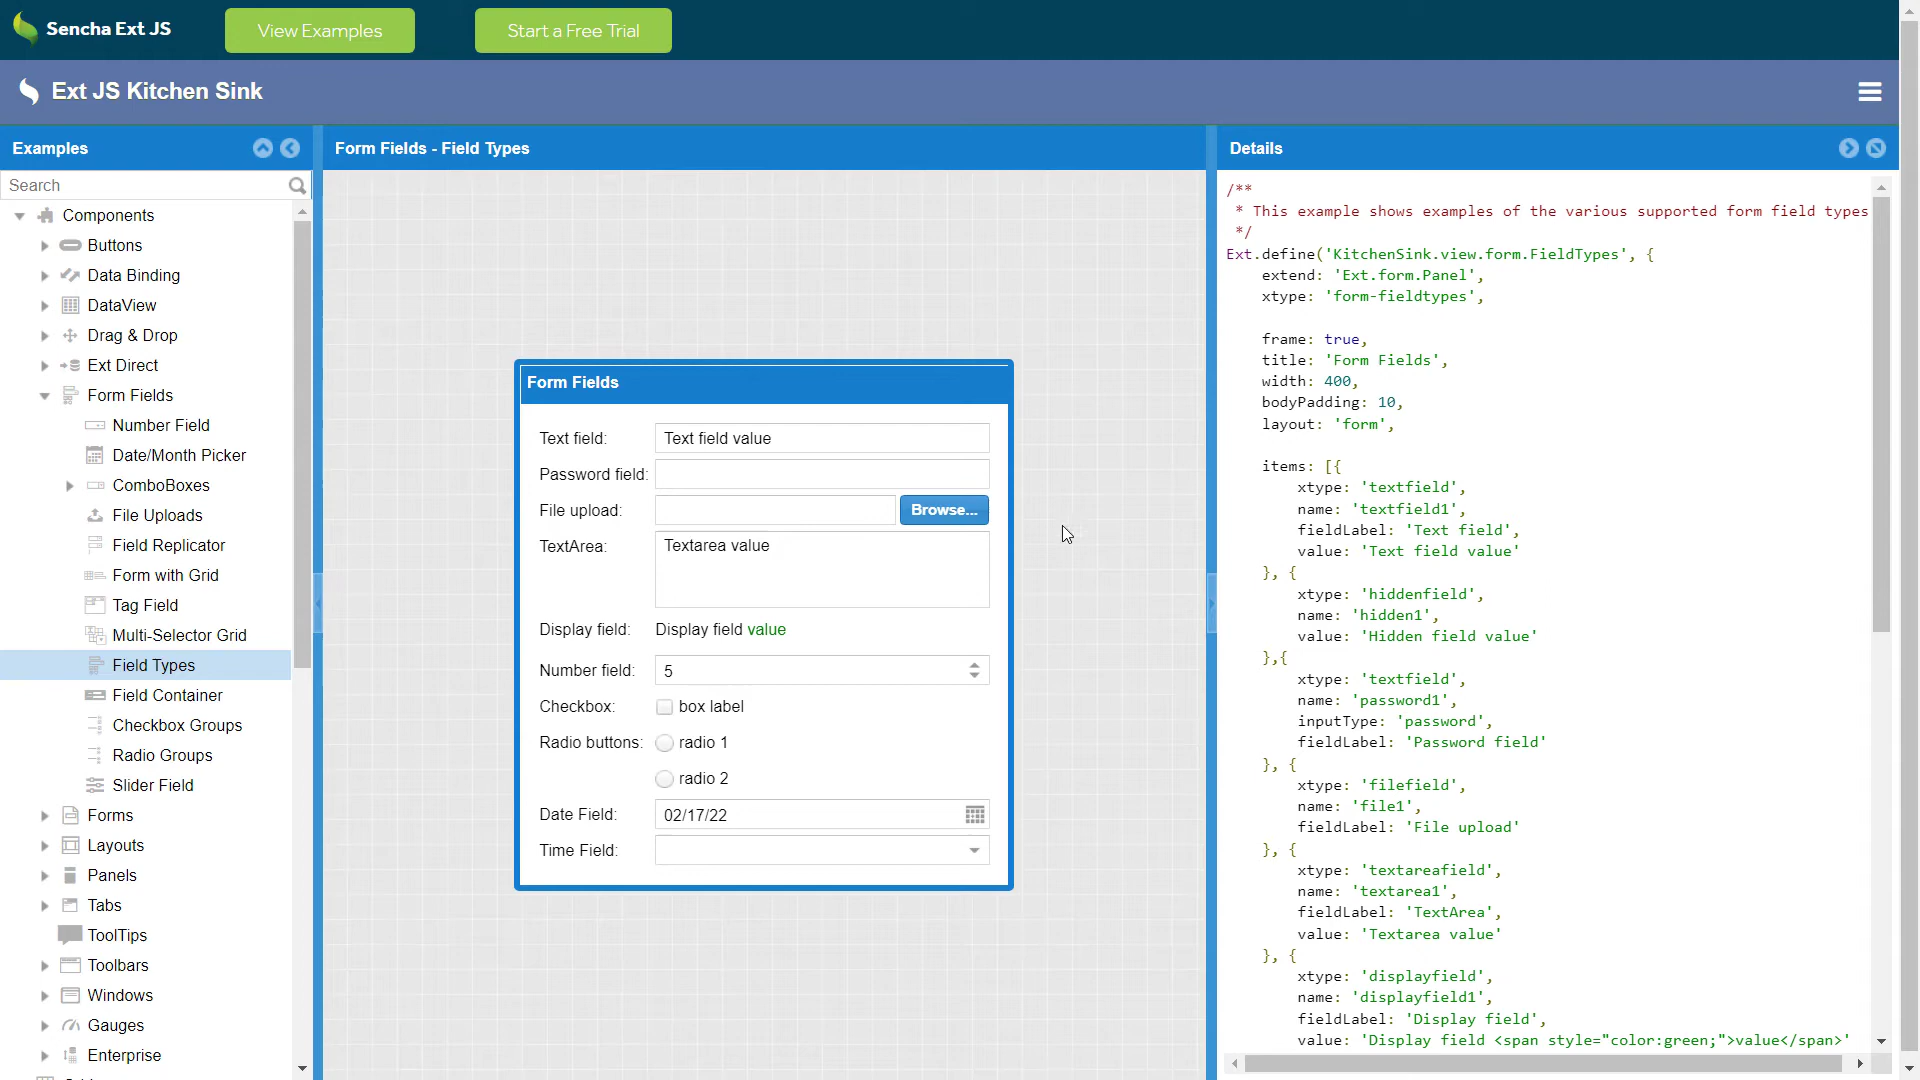 Sencha Ext JS
View Examples
Start a Free Trial
Ext JS Kitchen Sink
Examples
Search
Components
Buttons
Data Binding
DataView
Drag & Drop
Ext Direct
Form Fields
Number Field
Date/Month Picker
ComboBoxes
File Uploads
Field Replicator
Form with Grid
Tag Field
Multi-Selector Grid
Field Types
Field Container
Checkbox Groups
Radio Groups
Slider Field
Forms
Layouts
Panels
Tabs
ToolTips
Toolbars
Windows
Gauges
Enterprise
Form Fields - Field Types
Form Fields
Text field: Text field value
Password field:
File upload: Browse...
TextArea: Textarea value
Display field: Display field value
Number field: 5
Checkbox: box label
Radio buttons: radio 1
radio 2
Date Field: 02/17/22
Time Field:
Details
/**
* This example shows examples of the various supported form field types
*/
Ext.define('KitchenSink.view.form.FieldTypes', {
extend: 'Ext.form.Panel',
xtype: 'form-fieldtypes',
frame: true,
title: 'Form Fields',
width: 400,
bodyPadding: 10,
layout: 'form',
items: [{
xtype: 'textfield',
name: 'textfield1',
fieldLabel: 'Text field',
value: 'Text field value'
}, {
xtype: 'hiddenfield',
name: 'hidden1',
value: 'Hidden field value'
},{
xtype: 'textfield',
name: 'password1',
inputType: 'password',
fieldLabel: 'Password field'
}, {
xtype: 'filefield',
name: 'file1',
fieldLabel: 'File upload'
}, {
xtype: 'textareafield',
name: 'textarea1',
fieldLabel: 'TextArea',
value: 'Textarea value'
}, {
xtype: 'displayfield',
name: 'displayfield1',
fieldLabel: 'Display field',
value: 'Display field <span style="color:green;">value</span>'